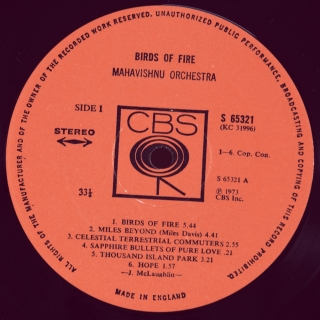 ALL RIGHTS OF THE MANUFACTURER AND OF THE OWNER OF THE RECORDED WORK RESERVED. UNAUTHORIZED PUBLIC PERFORMANCE, BROADCASTING AND COPYING OF THIS RECORD PROHIBITED.
BIRDS OF FIRE
MAHAVISHNU ORCHESTRA
SIDE 1
STEREO
33⅓
CBS
S 65321
(KC 31996)
1—6. Cop. Con.
S 65321 A
℗ 1973
CBS Inc.
1. BIRDS OF FIRE 5.44
2. MILES BEYOND (Miles Davis) 4.41
3. CELESTIAL TERRESTRIAL COMMUTERS 2.55
4. SAPPHIRE BULLETS OF PURE LOVE .21
5. THOUSAND ISLAND PARK 3.21
6. HOPE 1.57
—J. McLaughlin—
MADE IN ENGLAND